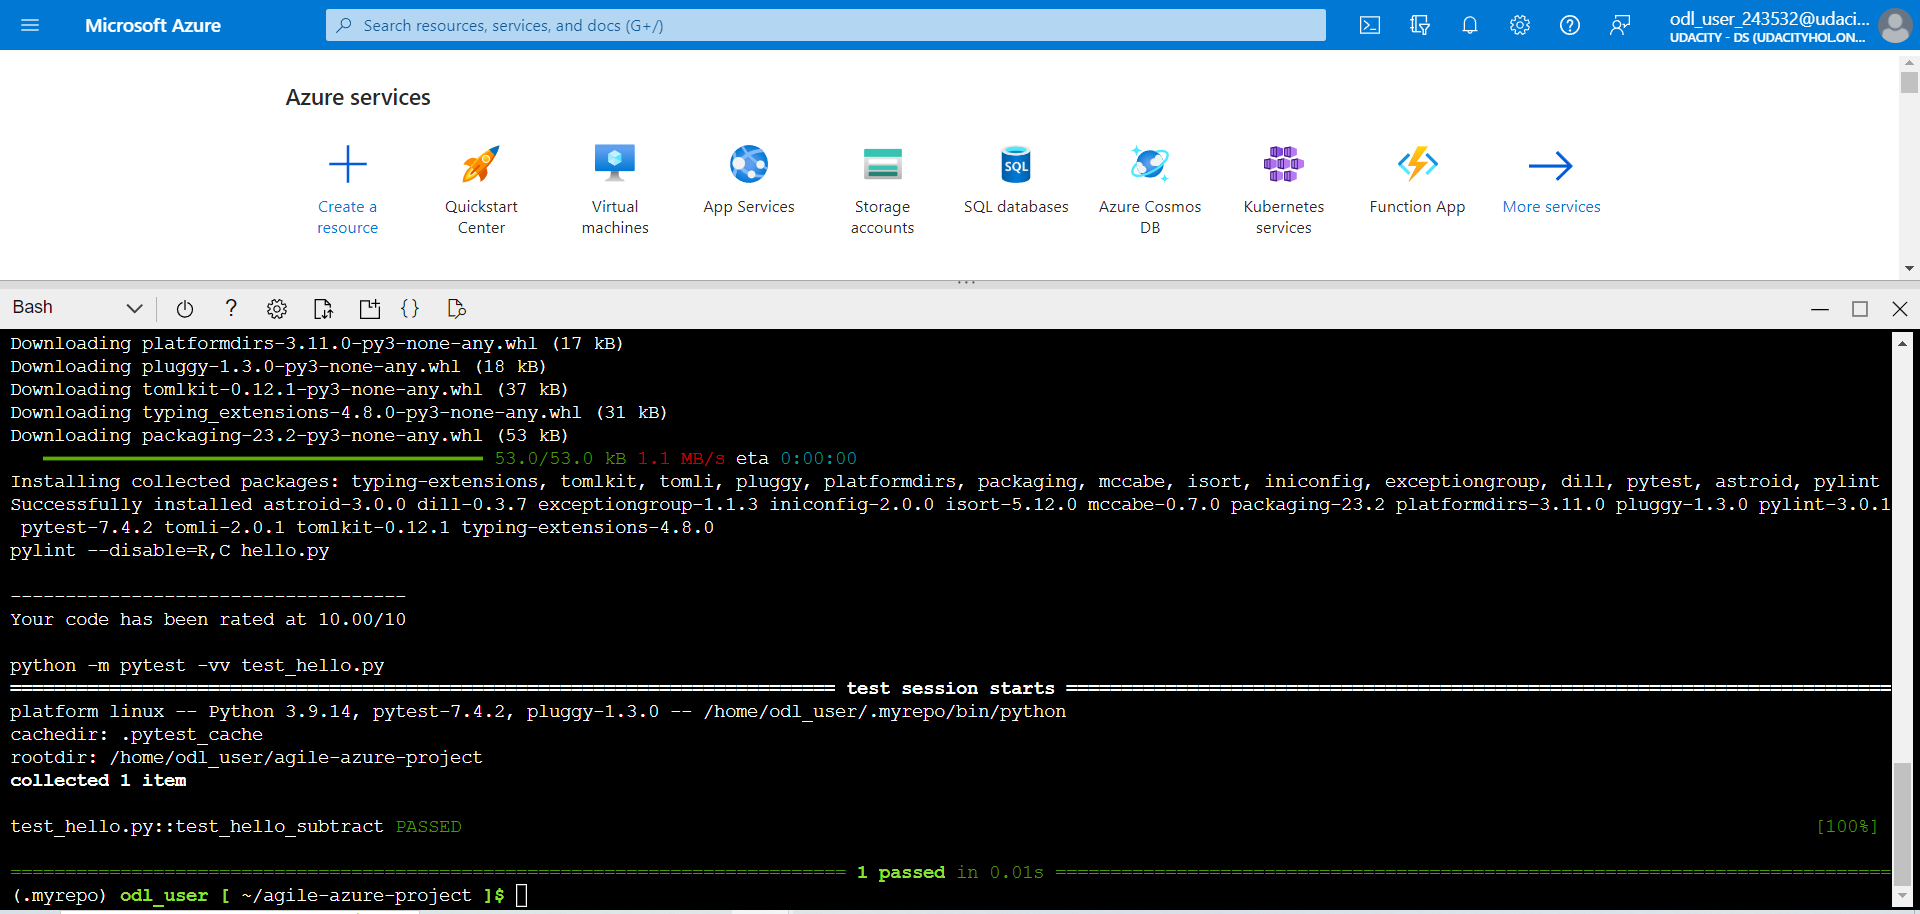 Microsoft Azure
Search resources, services, and docs (G+/)
odl_user_243532@udaci...
UDACITY - DS (UDACITYHOL.ON...
Azure services
Create a resource
Quickstart Center
Virtual machines
App Services
Storage accounts
SQL
SQL databases
Azure Cosmos DB
Kubernetes services
Function App
More services
Bash
Downloading platformdirs-3.11.0-py3-none-any.whl (17 kB)
Downloading pluggy-1.3.0-py3-none-any.whl (18 kB)
Downloading tomlkit-0.12.1-py3-none-any.whl (37 kB)
Downloading typing_extensions-4.8.0-py3-none-any.whl (31 kB)
Downloading packaging-23.2-py3-none-any.whl (53 kB)
53.0/53.0 kB 1.1 MB/s eta 0:00:00
Installing collected packages: typing-extensions, tomlkit, tomli, pluggy, platformdirs, packaging, mccabe, isort, iniconfig, exceptiongroup, dill, pytest, astroid, pylint
Successfully installed astroid-3.0.0 dill-0.3.7 exceptiongroup-1.1.3 iniconfig-2.0.0 isort-5.12.0 mccabe-0.7.0 packaging-23.2 platformdirs-3.11.0 pluggy-1.3.0 pylint-3.0.1
pytest-7.4.2 tomli-2.0.1 tomlkit-0.12.1 typing-extensions-4.8.0
pylint --disable=R,C hello.py
------------------------------------
Your code has been rated at 10.00/10
python -m pytest -vv test_hello.py
=========================================================================== test session starts ===========================================================================
platform linux -- Python 3.9.14, pytest-7.4.2, pluggy-1.3.0 -- /home/odl_user/.myrepo/bin/python
cachedir: .pytest_cache
rootdir: /home/odl_user/agile-azure-project
collected 1 item
test_hello.py::test_hello_subtract PASSED [100%]
============================================================================ 1 passed in 0.01s ============================================================================
(.myrepo) odl_user [ ~/agile-azure-project ]$